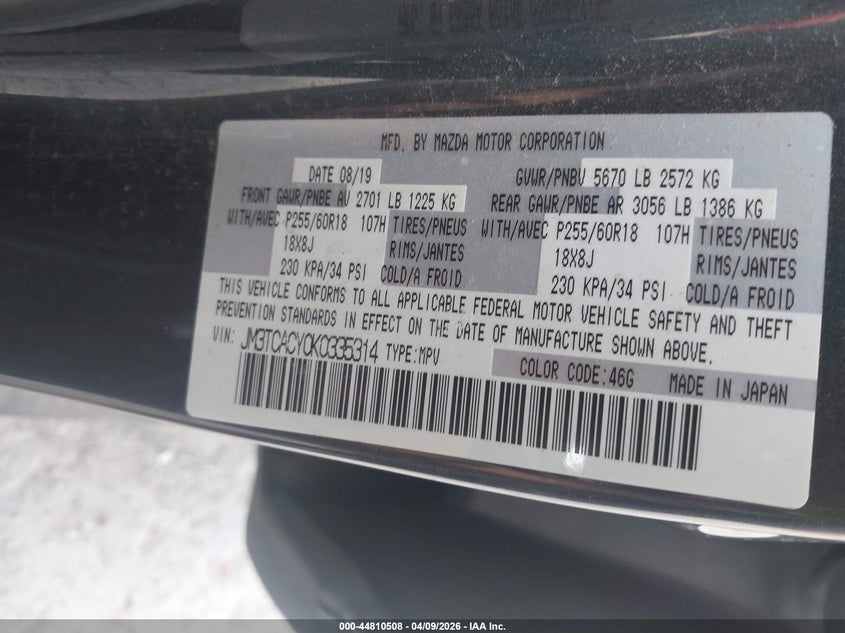 MFD. BY MAZDA MOTOR CORPORATION
DATE 08/19 GVWR/PNBV 5670 LB 2572 KG
FRONT GAWR/PNBE AV 2701 LB 1225 KG REAR GAWR/PNBE AR 3056 LB 1386 KG
WITH/AVEC P255/60R18 107H TIRES/PNEUS WITH/AVEC P255/60R18 107H TIRES/PNEUS
18X8J RIMS/JANTES 18X8J RIMS/JANTES
230 KPA/34 PSI COLD/A FROID 230 KPA/34 PSI COLD/A FROID
THIS VEHICLE CONFORMS TO ALL APPLICABLE FEDERAL MOTOR VEHICLE SAFETY AND THEFT
PREVENTION STANDARDS IN EFFECT ON THE DATE OF MANUFACTURE SHOWN ABOVE.
VIN: JM3TCACY0K0335314 TYPE:MPV
COLOR CODE:46G MADE IN JAPAN
000-44810508 - 04/09/2026 - IAA Inc.